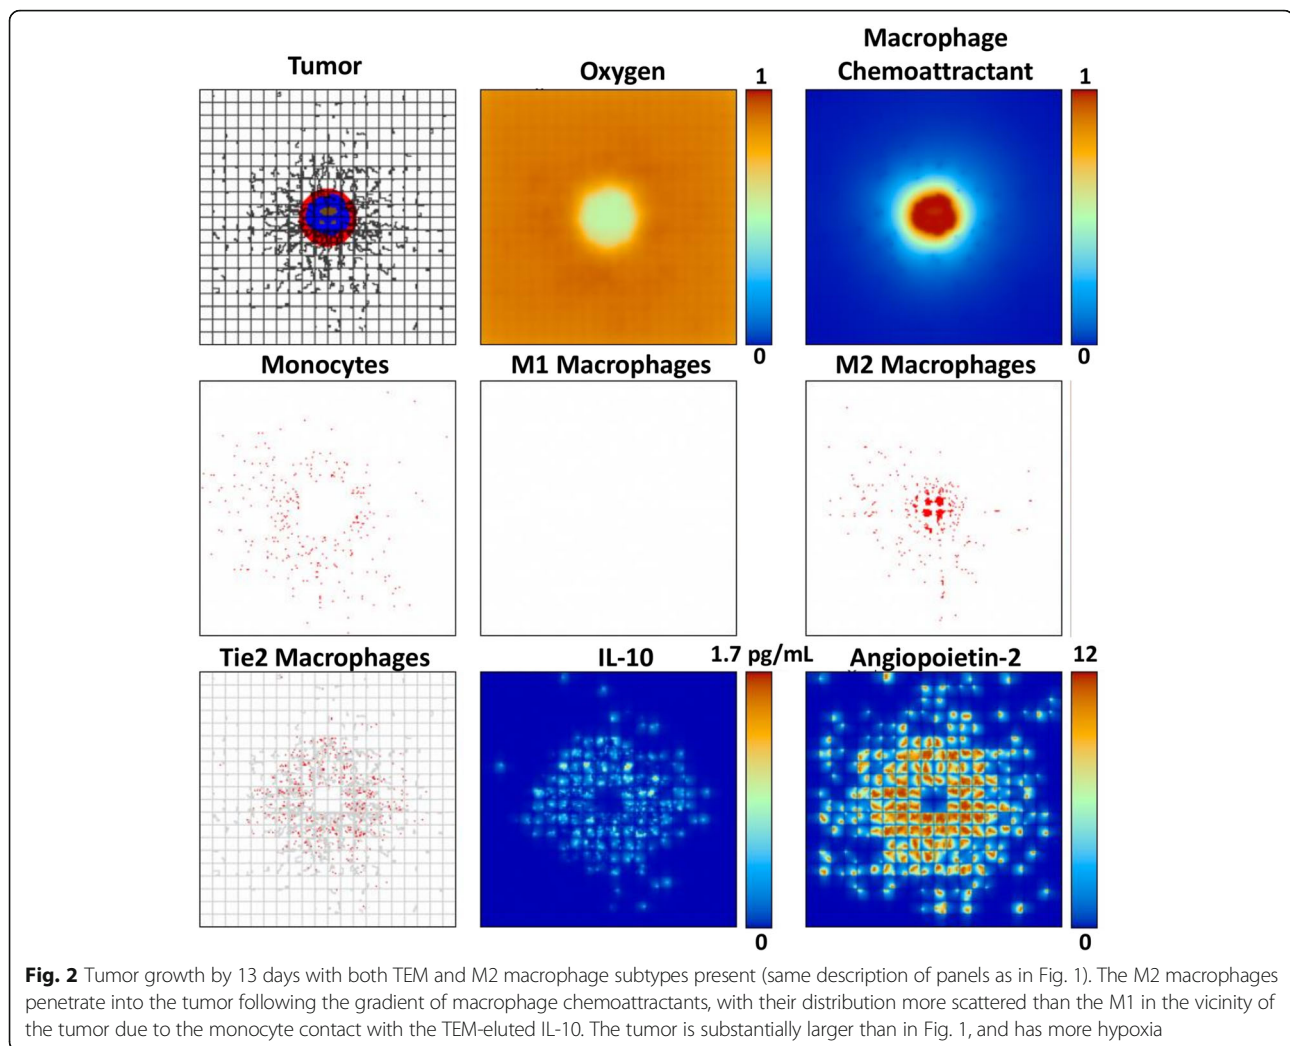 Tumor
Oxygen
Macrophage
Chemoattractant
1
1
0
0
Monocytes
M1 Macrophages
M2 Macrophages
Tie2 Macrophages
IL-10
1.7 pg/mL
Angiopoietin-2
12
0
0
Fig. 2 Tumor growth by 13 days with both TEM and M2 macrophage subtypes present (same description of panels as in Fig. 1). The M2 macrophages
penetrate into the tumor following the gradient of macrophage chemoattractants, with their distribution more scattered than the M1 in the vicinity of
the tumor due to the monocyte contact with the TEM-eluted IL-10. The tumor is substantially larger than in Fig. 1, and has more hypoxia